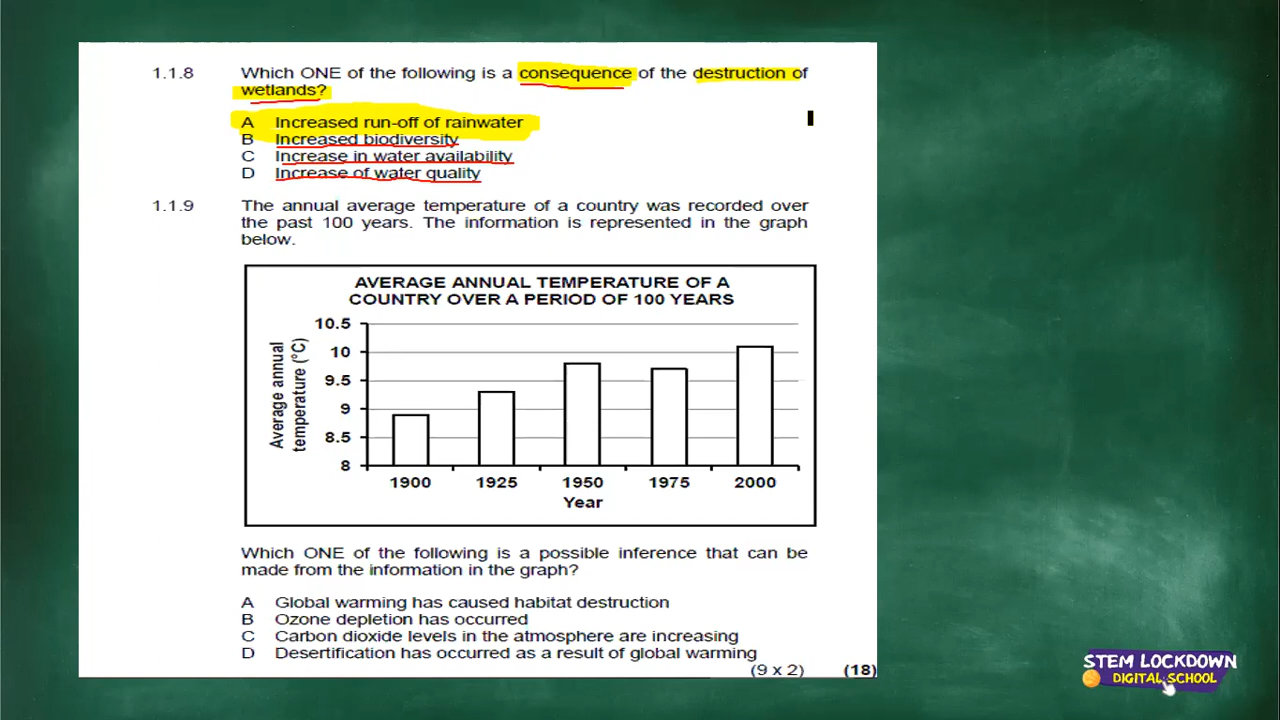 1.1.8 Which ONE of the following is a consequence of the destruction of
wetlands?
A Increased run-off of rainwater
B Increased biodiversity
C Increase in water availability
D Increase of water quality
1.1.9 The annual average temperature of a country was recorded over
the past 100 years. The information is represented in the graph
below.
AVERAGE ANNUAL TEMPERATURE OF A
COUNTRY OVER A PERIOD OF 100 YEARS
Average annual
temperature (°C)
10.5
10
9.5
9
8.5
8
1900 1925 1950 1975 2000
Year
Which ONE of the following is a possible inference that can be
made from the information in the graph?
A Global warming has caused habitat destruction
B Ozone depletion has occurred
C Carbon dioxide levels in the atmosphere are increasing
D Desertification has occurred as a result of global warming
(9 x 2) (18)
STEM LOCKDOWN
DIGITAL SCHOOL